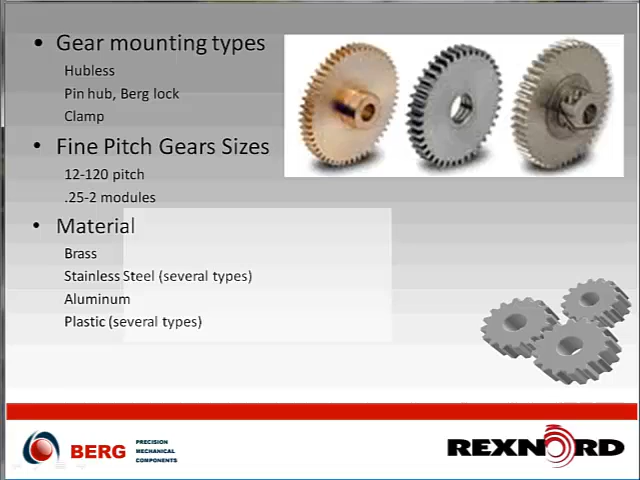 Gear mounting types
Hubless
Pin hub, Berg lock
Clamp
Fine Pitch Gears Sizes
12-120 pitch
.25-2 modules
Material
Brass
Stainless Steel (several types)
Aluminum
Plastic (several types)
BERG
PRECISION
MECHANICAL
COMPONENTS
REXNORD